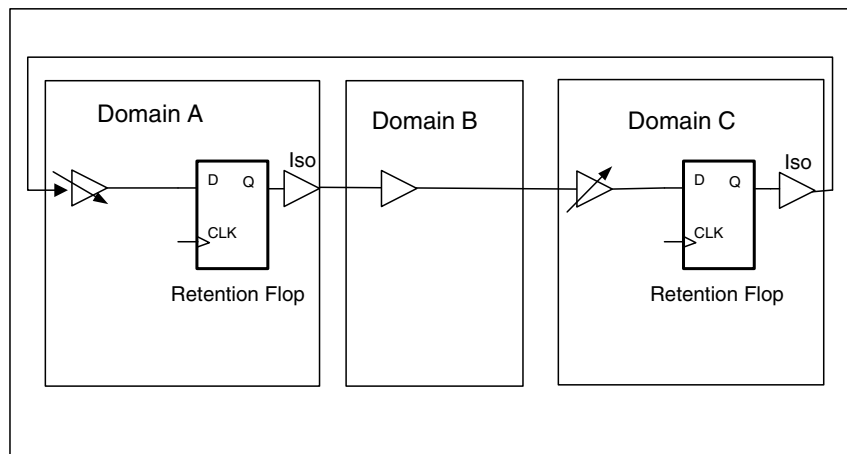 Domain A
Domain B
Domain C
Iso
Iso
D Q
CLK
D Q
CLK
Retention Flop
Retention Flop